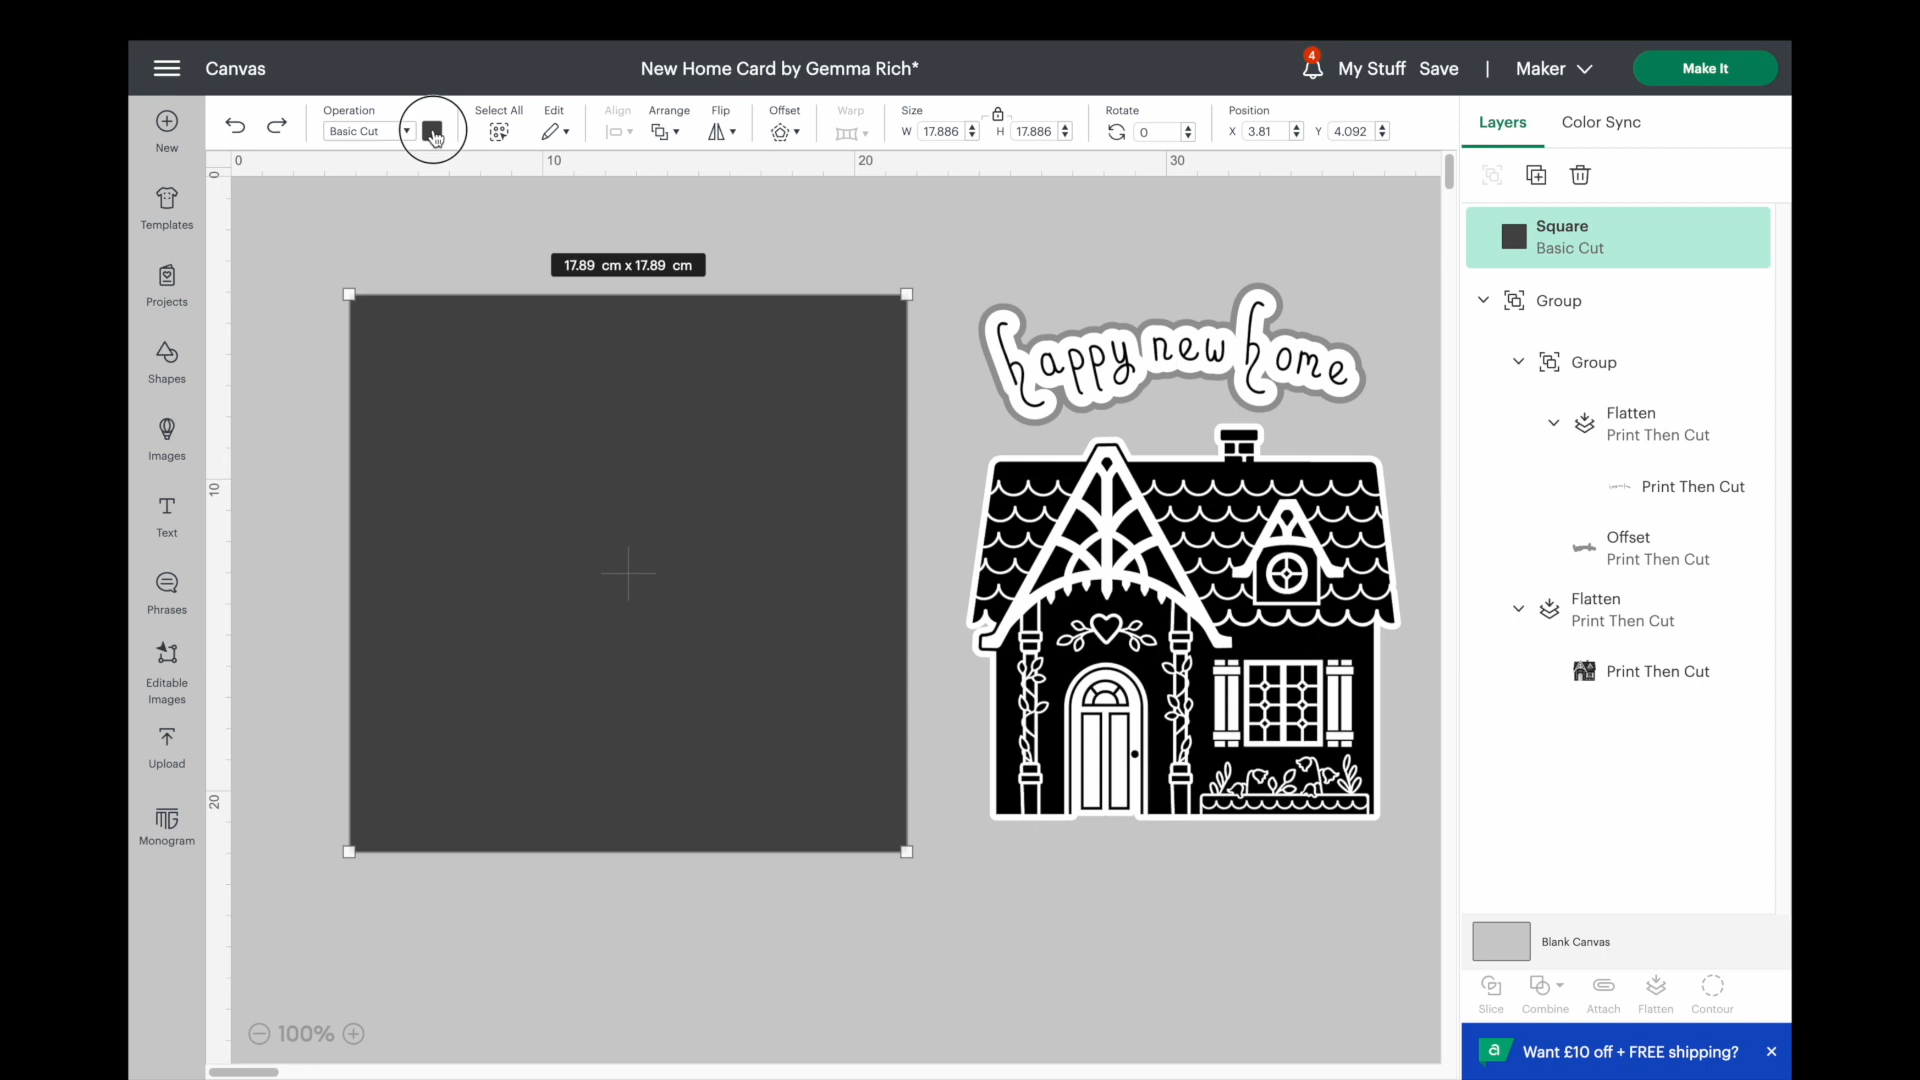 Canvas
New Home Card by Gemma Rich*
4
My Stuff
Save
|
Maker
Make It
New
Templates
Projects
Shapes
Images
Text
Phrases
Editable
Images
Upload
Monogram
Operation
Basic Cut
Select All
Edit
Align
Arrange
Flip
Offset
Warp
Size
W 17.886
H 17.886
Rotate
0
Position
X 3.81
Y 4.092
0
10
20
30
0
10
20
17.89 cm x 17.89 cm
happy new home
100%
Layers
Color Sync
Square
Basic Cut
Group
Group
Flatten
Print Then Cut
Print Then Cut
Offset
Print Then Cut
Flatten
Print Then Cut
Print Then Cut
Blank Canvas
Slice
Combine
Attach
Flatten
Contour
a
Want £10 off + FREE shipping?